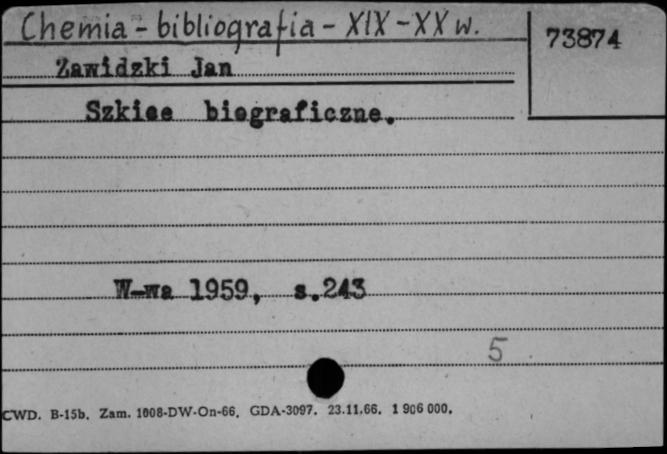 Chemia - bibliografia - XIX - XX w.
73874
Zawidzki Jan
Szkice biograficzne.
W-wa 1959, s.243
5
CWD. B-15b. Zam. 1008-DW-On-66. GDA-3097. 23.11.66. 1 906 000.